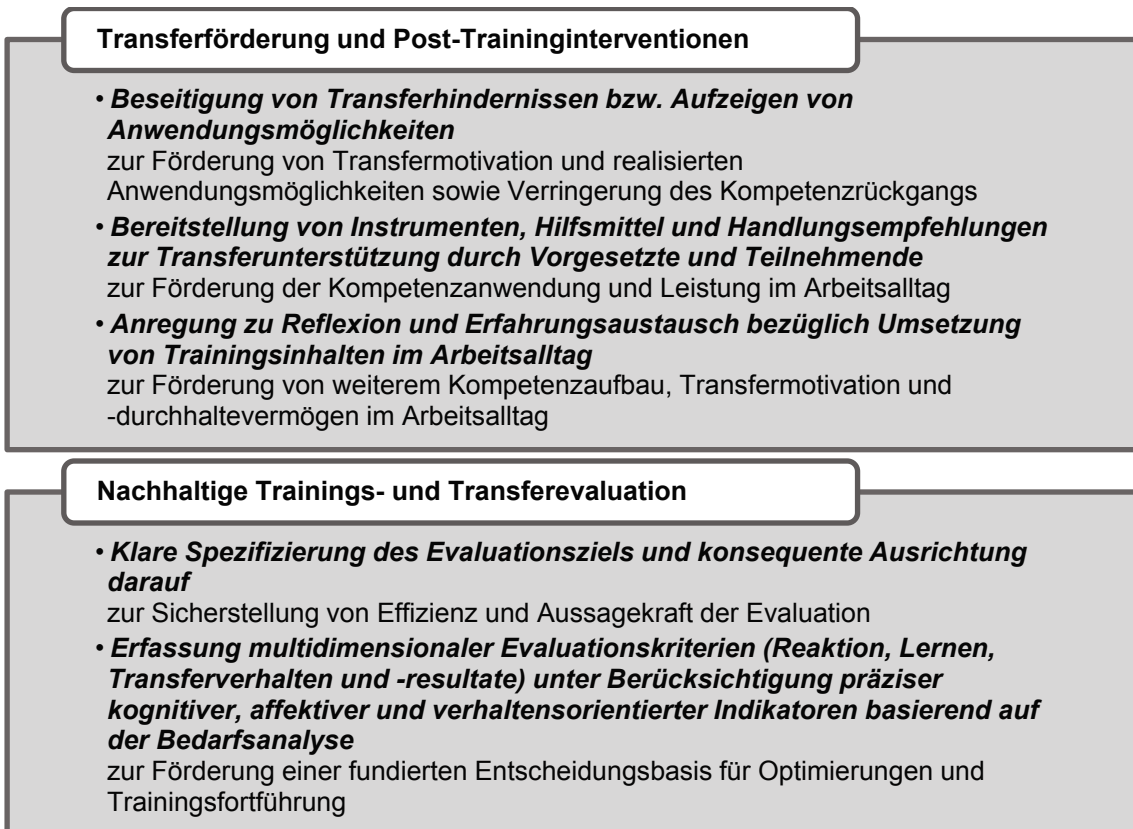 Transferförderung und Post-Traininginterventionen
• Beseitigung von Transferhindernissen bzw. Aufzeigen von
Anwendungsmöglichkeiten
zur Förderung von Transfermotivation und realisierten
Anwendungsmöglichkeiten sowie Verringerung des Kompetenzrückgangs
• Bereitstellung von Instrumenten, Hilfsmittel und Handlungsempfehlungen
zur Transferunterstützung durch Vorgesetzte und Teilnehmende
zur Förderung der Kompetenzanwendung und Leistung im Arbeitsalltag
• Anregung zu Reflexion und Erfahrungsaustausch bezüglich Umsetzung
von Trainingsinhalten im Arbeitsalltag
zur Förderung von weiterem Kompetenzaufbau, Transfermotivation und
-durchhaltevermögen im Arbeitsalltag
Nachhaltige Trainings- und Transferevaluation
• Klare Spezifizierung des Evaluationsziels und konsequente Ausrichtung
darauf
zur Sicherstellung von Effizienz und Aussagekraft der Evaluation
• Erfassung multidimensionaler Evaluationskriterien (Reaktion, Lernen,
Transferverhalten und -resultate) unter Berücksichtigung präziser
kognitiver, affektiver und verhaltensorientierter Indikatoren basierend auf
der Bedarfsanalyse
zur Förderung einer fundierten Entscheidungsbasis für Optimierungen und
Trainingsfortführung